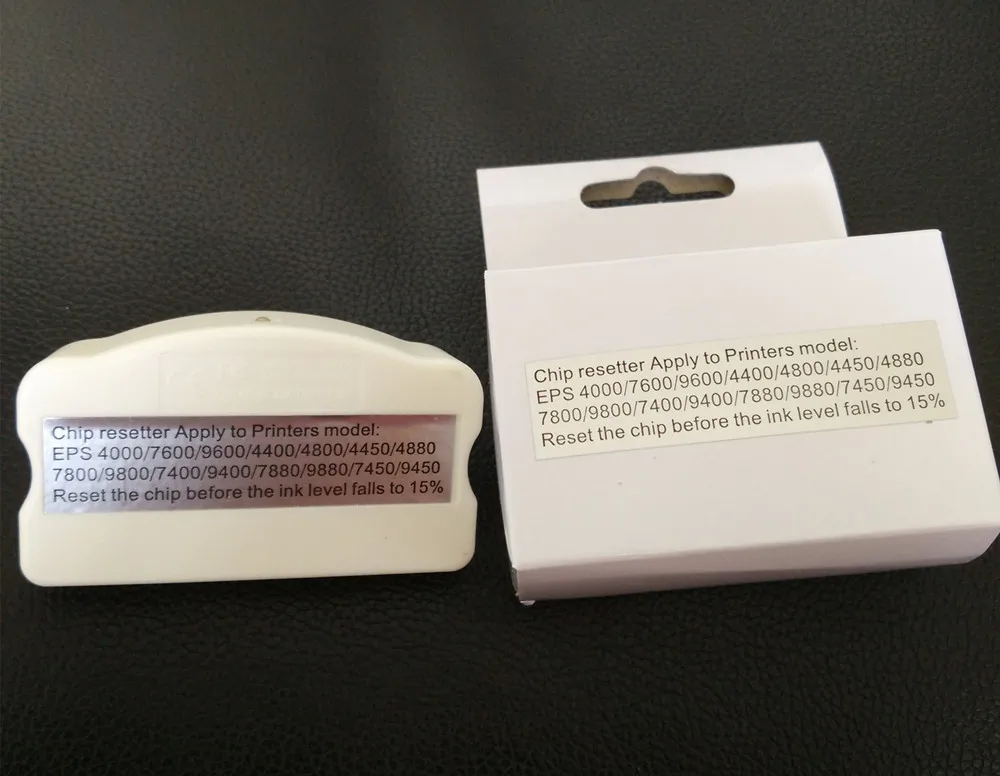 Chip resetter Apply to Printers model:
EPS 4000/7600/9600/4400/4800/4450/4880
7800/9800/7400/9400/7880/9880/7450/9450
Reset the chip before the ink level falls to 15%
Chip resetter Apply to Printers model:
EPS 4000/7600/9600/4400/4800/4450/4880
7800/9800/7400/9400/7880/9880/7450/9450
Reset the chip before the ink level falls to 15%